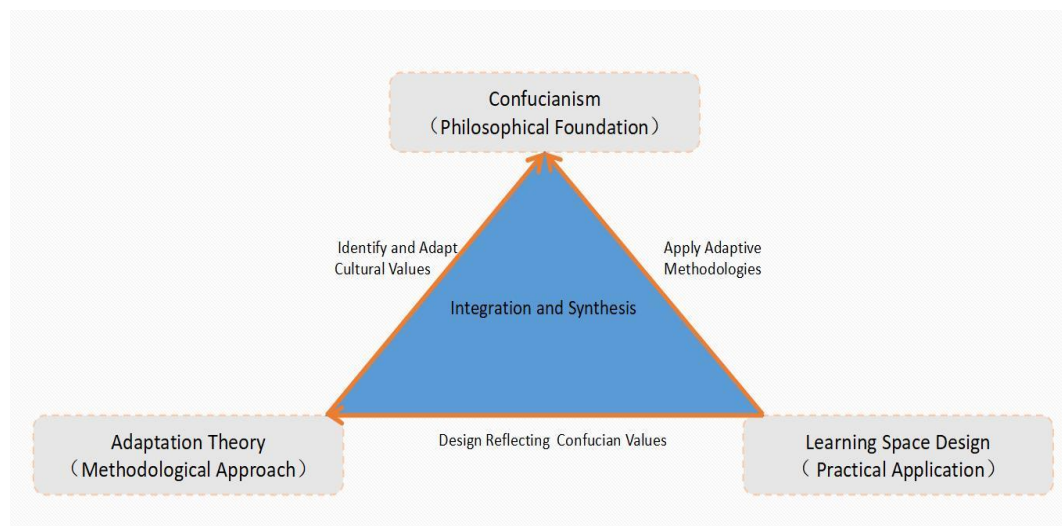 Confucianism
（Philosophical Foundation）
Identify and Adapt
Cultural Values
Apply Adaptive
Methodologies
Integration and Synthesis
Adaptation Theory
（Methodological Approach）
Design Reflecting Confucian Values
Learning Space Design
（ Practical Application）